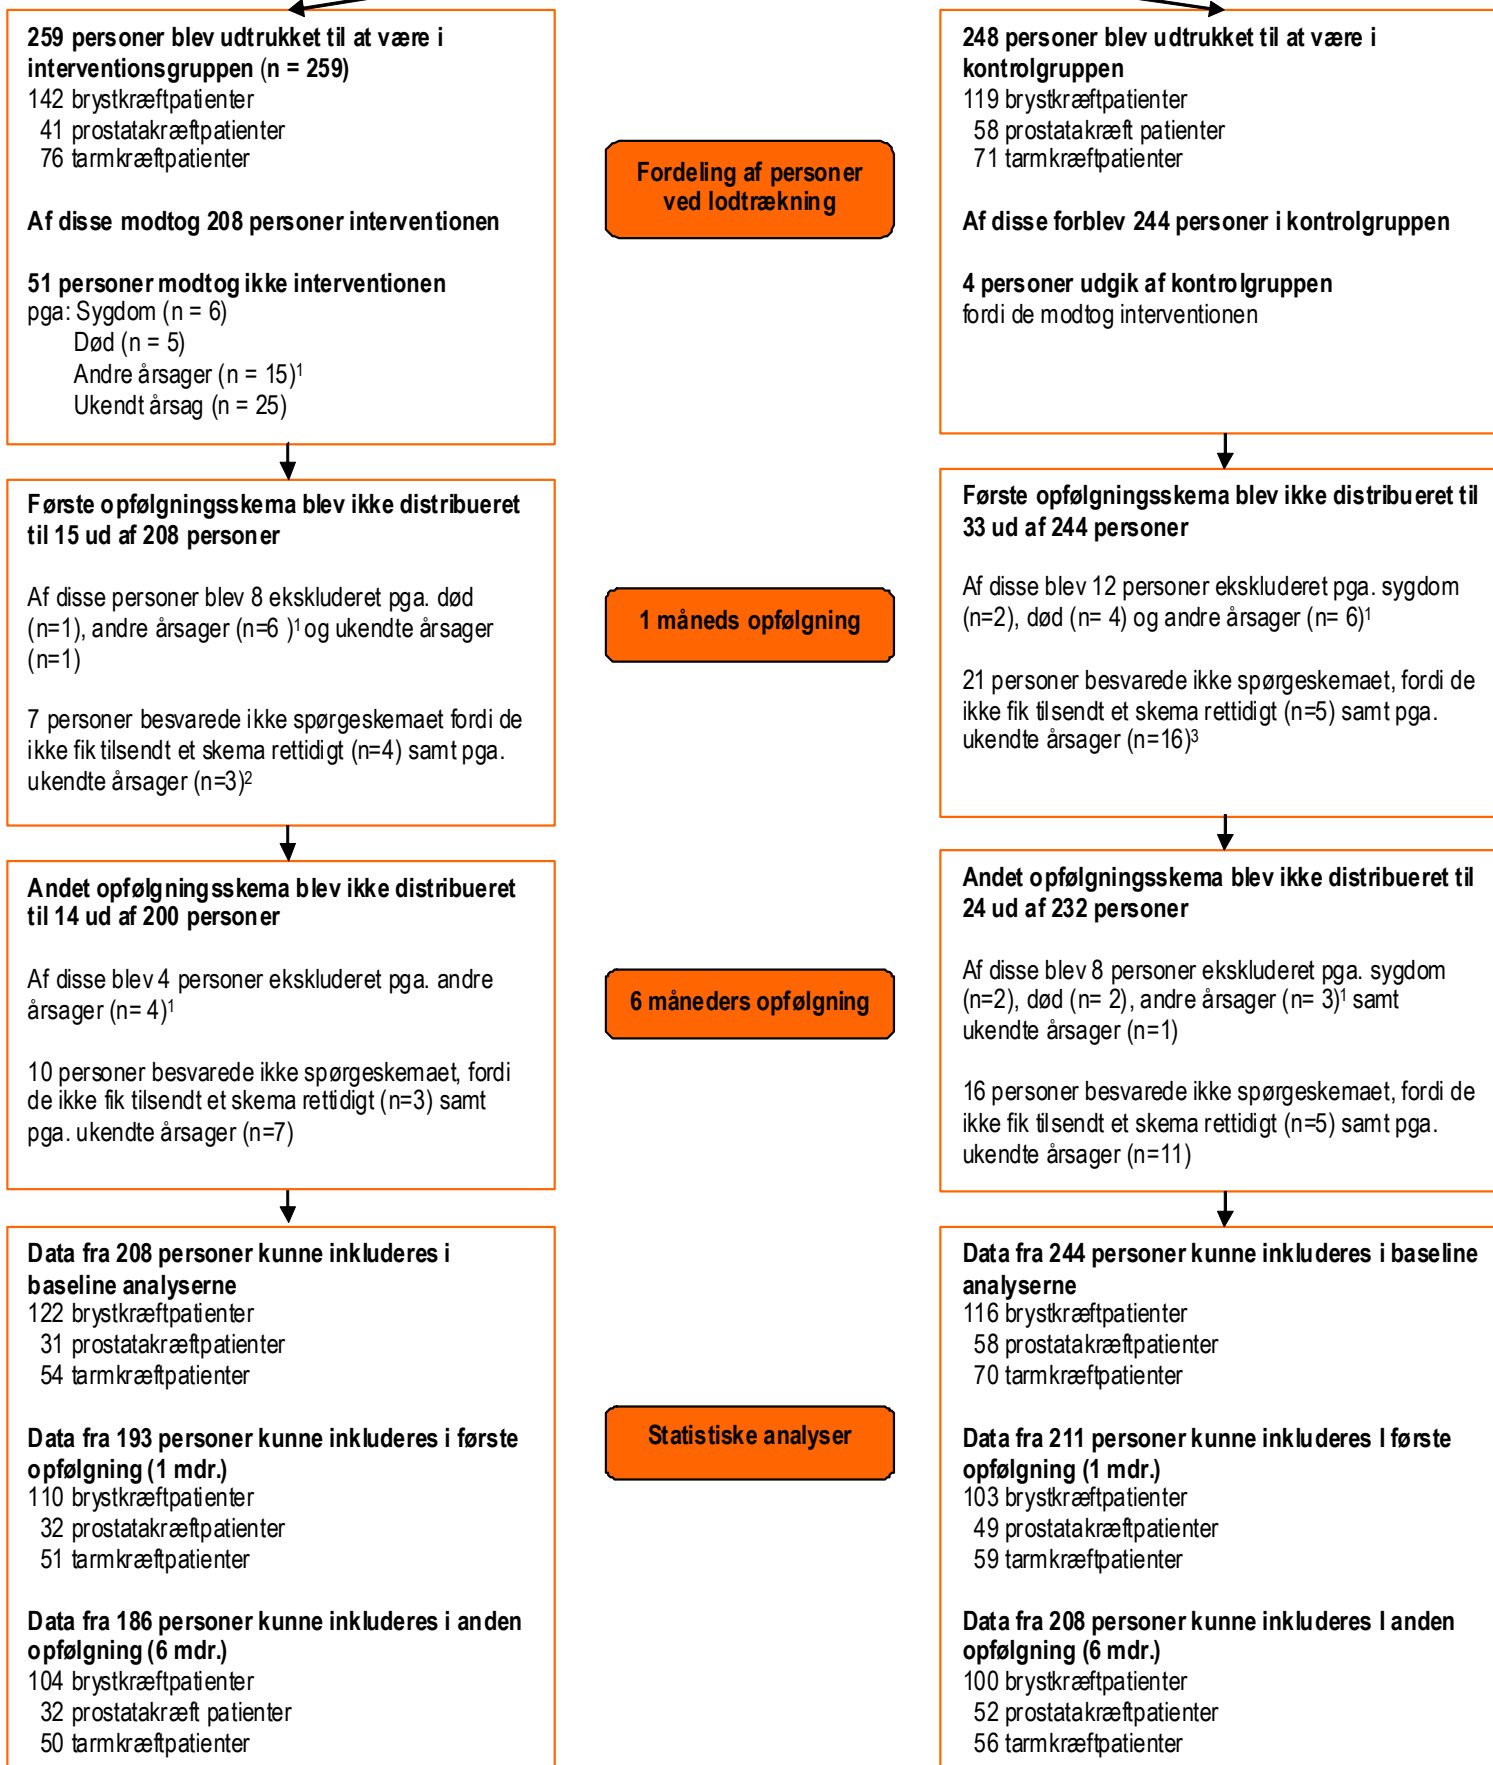 259 personer blev udtrukket til at være i
interventionsgruppen (n = 259)
142 brystkræftpatienter
41 prostatakræftpatienter
76 tarmkræftpatienter
Af disse modtog 208 personer interventionen
51 personer modtog ikke interventionen
pga: Sygdom (n = 6)
Død (n = 5)
Andre årsager (n = 15)¹
Ukendt årsag (n = 25)
Fordeling af personer
ved lodtrækning
248 personer blev udtrukket til at være i
kontrolgruppen
119 brystkræftpatienter
58 prostatakræft patienter
71 tarmkræftpatienter
Af disse forblev 244 personer i kontrolgruppen
4 personer udgik af kontrolgruppen
fordi de modtog interventionen
Første opfølgningsskema blev ikke distribueret
til 15 ud af 208 personer
Af disse personer blev 8 ekskluderet pga. død
(n=1), andre årsager (n=6 )¹ og ukendte årsager
(n=1)
7 personer besvarede ikke spørgeskemaet fordi de
ikke fik tilsendt et skema rettidigt (n=4) samt pga.
ukendte årsager (n=3)²
1 måneds opfølgning
Første opfølgningsskema blev ikke distribueret til
33 ud af 244 personer
Af disse blev 12 personer ekskluderet pga. sygdom
(n=2), død (n= 4) og andre årsager (n= 6)¹
21 personer besvarede ikke spørgeskemaet, fordi de
ikke fik tilsendt et skema rettidigt (n=5) samt pga.
ukendte årsager (n=16)³
Andet opfølgningsskema blev ikke distribueret
til 14 ud af 200 personer
Af disse blev 4 personer ekskluderet pga. andre
årsager (n= 4)¹
10 personer besvarede ikke spørgeskemaet, fordi
de ikke fik tilsendt et skema rettidigt (n=3) samt
pga. ukendte årsager (n=7)
6 måneders opfølgning
Andet opfølgningsskema blev ikke distribueret til
24 ud af 232 personer
Af disse blev 8 personer ekskluderet pga. sygdom
(n=2), død (n= 2), andre årsager (n= 3)¹ samt
ukendte årsager (n=1)
16 personer besvarede ikke spørgeskemaet, fordi de
ikke fik tilsendt et skema rettidigt (n=5) samt pga.
ukendte årsager (n=11)
Data fra 208 personer kunne inkluderes i
baseline analyserne
122 brystkræftpatienter
31 prostatakræftpatienter
54 tarmkræftpatienter
Data fra 193 personer kunne inkluderes i første
opfølgning (1 mdr.)
110 brystkræftpatienter
32 prostatakræftpatienter
51 tarmkræftpatienter
Data fra 186 personer kunne inkluderes i anden
opfølgning (6 mdr.)
104 brystkræftpatienter
32 prostatakræft patienter
50 tarmkræftpatienter
Statistiske analyser
Data fra 244 personer kunne inkluderes i baseline
analyserne
116 brystkræftpatienter
58 prostatakræftpatienter
70 tarmkræftpatienter
Data fra 211 personer kunne inkluderes I første
opfølgning (1 mdr.)
103 brystkræftpatienter
49 prostatakræftpatienter
59 tarmkræftpatienter
Data fra 208 personer kunne inkluderes I anden
opfølgning (6 mdr.)
100 brystkræftpatienter
52 prostatakræftpatienter
56 tarmkræftpatienter